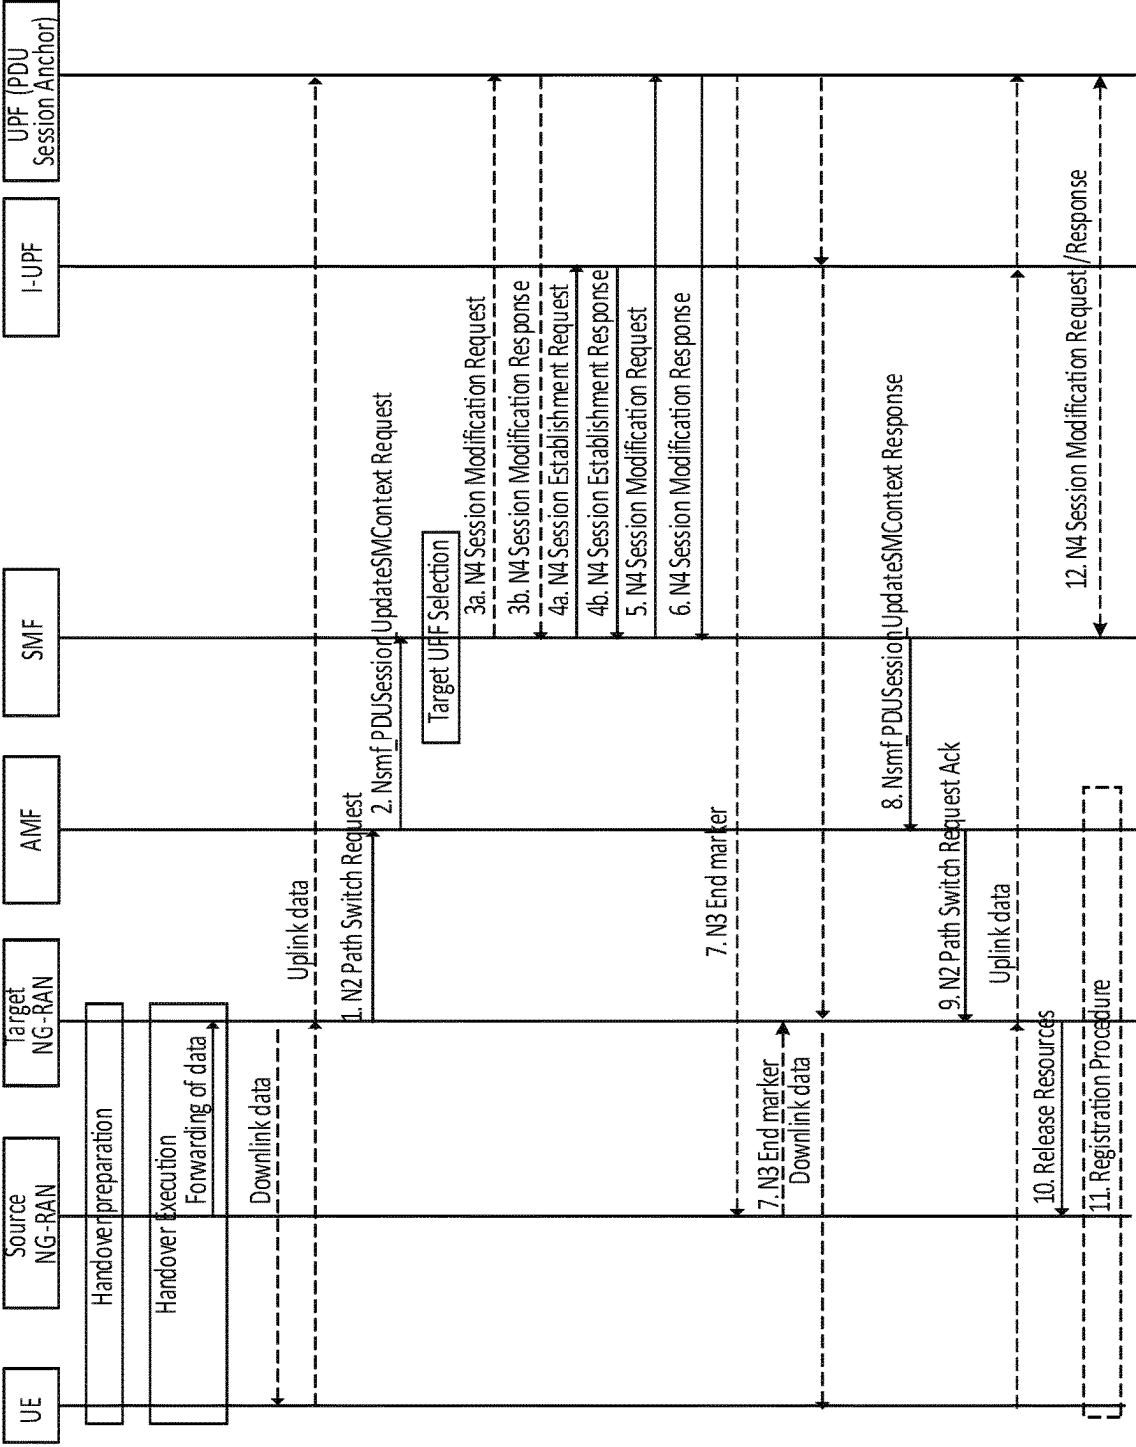 UE
Source
NG-RAN
Target
NG-RAN
AMF
SMF
I-UPF
UPF (PDU
Session Anchor)
Handover preparation
Handover Execution
Forwarding of data
Downlink data
Uplink data
1. N2 Path Switch Request
2. Nsmf_PDUSession_UpdateSMContext Request
Target UPF Selection
3a. N4 Session Modification Request
3b. N4 Session Modification Response
4a. N4 Session Establishment Request
4b. N4 Session Establishment Response
5. N4 Session Modification Request
6. N4 Session Modification Response
7. N3 End marker
7. N3 End marker
Downlink data
8. Nsmf_PDUSession_UpdateSMContext Response
9. N2 Path Switch Request Ack
Uplink data
10. Release Resources
11. Registration Procedure
12. N4 Session Modification Request / Response